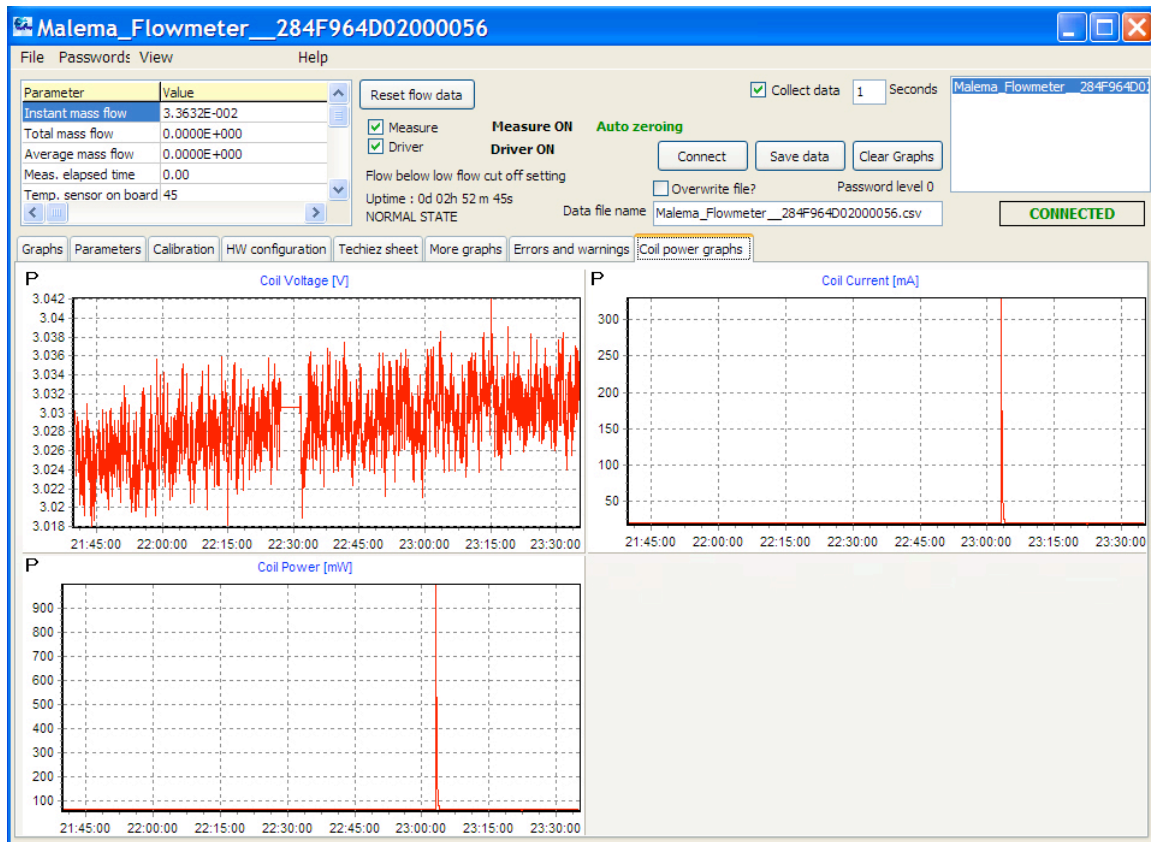 Malema_Flowmeter__284F964D02000056
File Passwords View Help
Parameter Value
Instant mass flow 3.3632E-002
Total mass flow 0.0000E+000
Average mass flow 0.0000E+000
Meas. elapsed time 0.00
Temp. sensor on board 45
Reset flow data
Measure Measure ON Auto zeroing
Driver Driver ON
Flow below low flow cut off setting
Uptime : 0d 02h 52 m 45s
NORMAL STATE
Collect data 1 Seconds
Connect Save data Clear Graphs
Overwrite file? Password level 0
Data file name Malema_Flowmeter__284F964D02000056.csv
Malema_Flowmeter__284F964D02
CONNECTED
Graphs Parameters Calibration HW configuration Techiez sheet More graphs Errors and warnings Coil power graphs
P Coil Voltage [V]
3.042
3.04
3.038
3.036
3.034
3.032
3.03
3.026
3.024
3.022
3.02
3.018
21:45:00 22:00:00 22:15:00 22:30:00 22:45:00 23:00:00 23:15:00 23:30:00
P Coil Current [mA]
300
250
200
150
100
50
21:45:00 22:00:00 22:15:00 22:30:00 22:45:00 23:00:00 23:15:00 23:30:00
P Coil Power [mW]
900
800
700
600
500
400
300
200
100
21:45:00 22:00:00 22:15:00 22:30:00 22:45:00 23:00:00 23:15:00 23:30:00